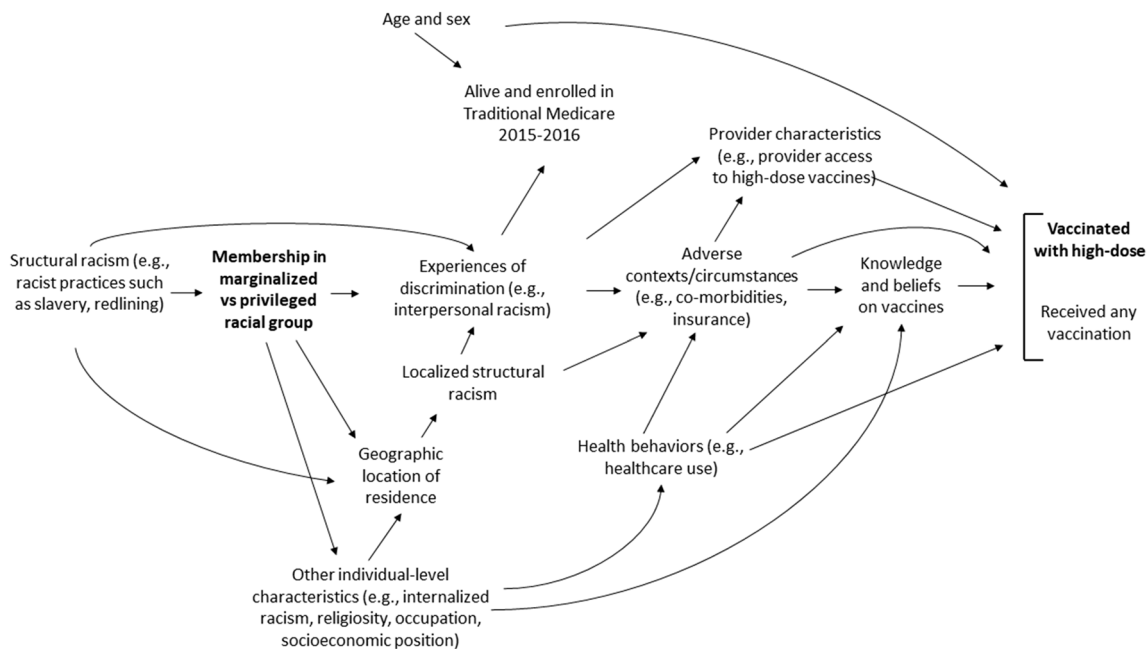 Age and sex
Alive and enrolled in
Traditional Medicare
2015-2016
Provider characteristics
(e.g., provider access
to high-dose vaccines)
Sructural racism (e.g.,
racist practices such
as slavery, redlining)
Membership in
marginalized
vs privileged
racial group
Experiences of
discrimination (e.g.,
interpersonal racism)
Adverse
contexts/circumstances
(e.g., co-morbidities,
insurance)
Knowledge
and beliefs
on vaccines
Vaccinated
with high-dose
Received any
vaccination
Localized structural
racism
Geographic
location of
residence
Health behaviors (e.g.,
healthcare use)
Other individual-level
characteristics (e.g., internalized
racism, religiosity, occupation,
socioeconomic position)